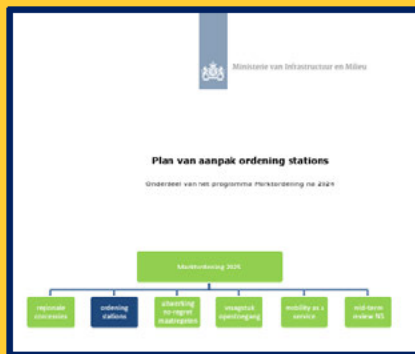 Ministerie van Infrastructuur en Milieu
Plan van aanpak ordening stations
Onderdeel van het programma Marktordening na 2024
Marktordening 2025
regionale
concessies
ordening
stations
uitwerking
no-regret
maatregelen
vraagstuk
opentoegang
mobility as a
service
mid-term
review NS